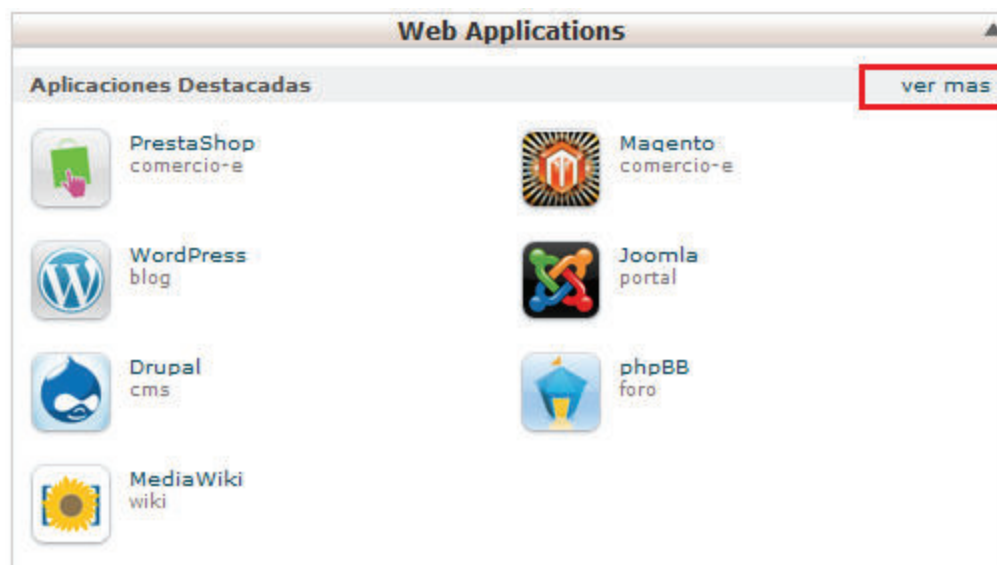 Web Applications
Aplicaciones Destacadas
ver mas
PrestaShop
comercio-e
Magento
comercio-e
WordPress
blog
Joomla
portal
Drupal
cms
phpBB
foro
MediaWiki
wiki